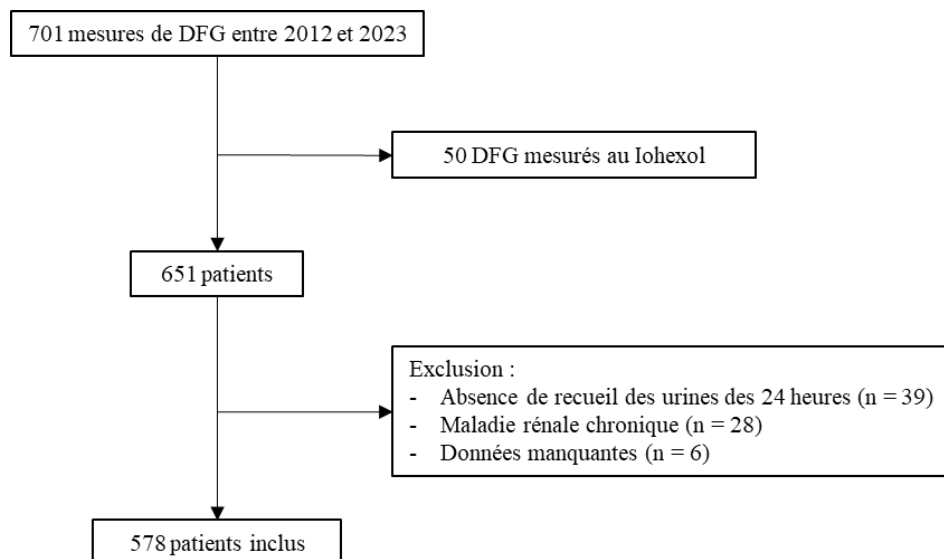 701 mesures de DFG entre 2012 et 2023
50 DFG mesurés au Iohexol
651 patients
Exclusion :
- Absence de recueil des urines des 24 heures (n = 39)
- Maladie rénale chronique (n = 28)
- Données manquantes (n = 6)
578 patients inclus